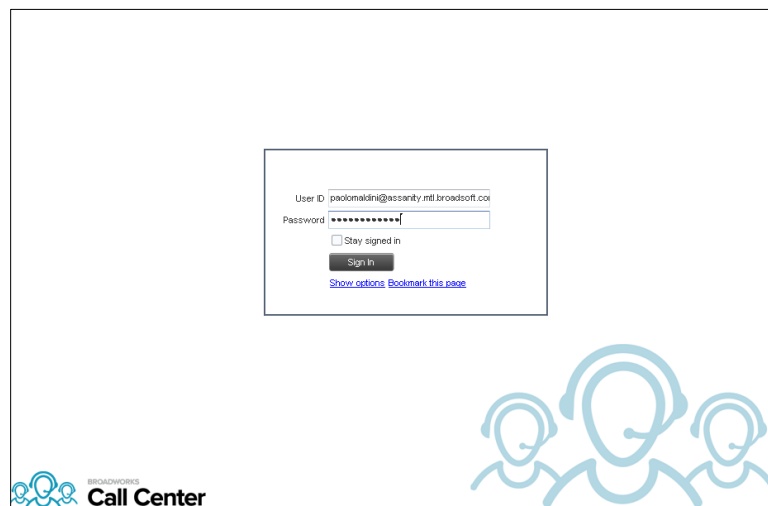 User ID paolomaldini@assanity.mtl.broadsoft.co
Password ••••••••••••
Stay signed in
Sign In
Show options Bookmark this page
BROADWORKS
Call Center